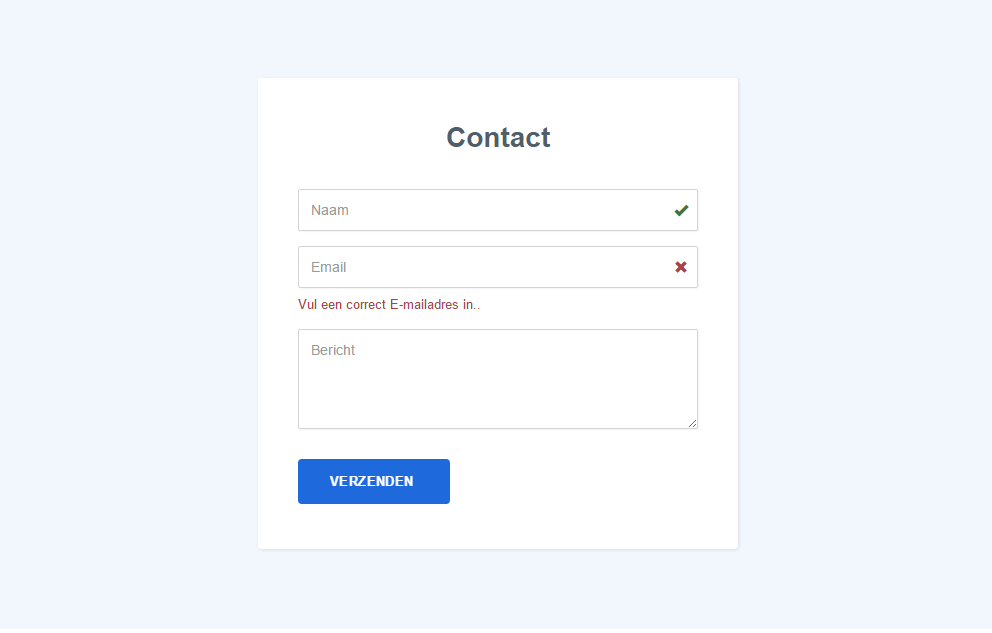 Contact
Naam
Email
Vul een correct E-mailadres in..
Bericht
VERZENDEN